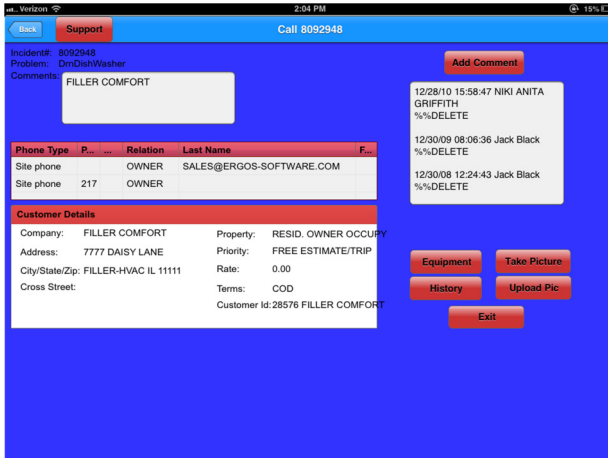 Verizon 2:04 PM 15%
Back Support Call 8092948
Incident#: 8092948
Problem: DrnDishWasher
Comments: FILLER COMFORT
Add Comment
12/28/10 15:58:47 NIKI ANITA
GRIFFITH
%%DELETE
12/30/09 08:06:36 Jack Black
%%DELETE
12/30/08 12:24:43 Jack Black
%%DELETE
Phone Type P... ... Relation Last Name F...
Site phone OWNER SALES@ERGOS-SOFTWARE.COM
Site phone 217 OWNER
Customer Details
Company: FILLER COMFORT
Address: 7777 DAISY LANE
City/State/Zip: FILLER-HVAC IL 11111
Cross Street:
Property: RESID. OWNER OCCUPY
Priority: FREE ESTIMATE/TRIP
Rate: 0.00
Terms: COD
Customer Id: 28576 FILLER COMFORT
Equipment Take Picture
History Upload Pic
Exit